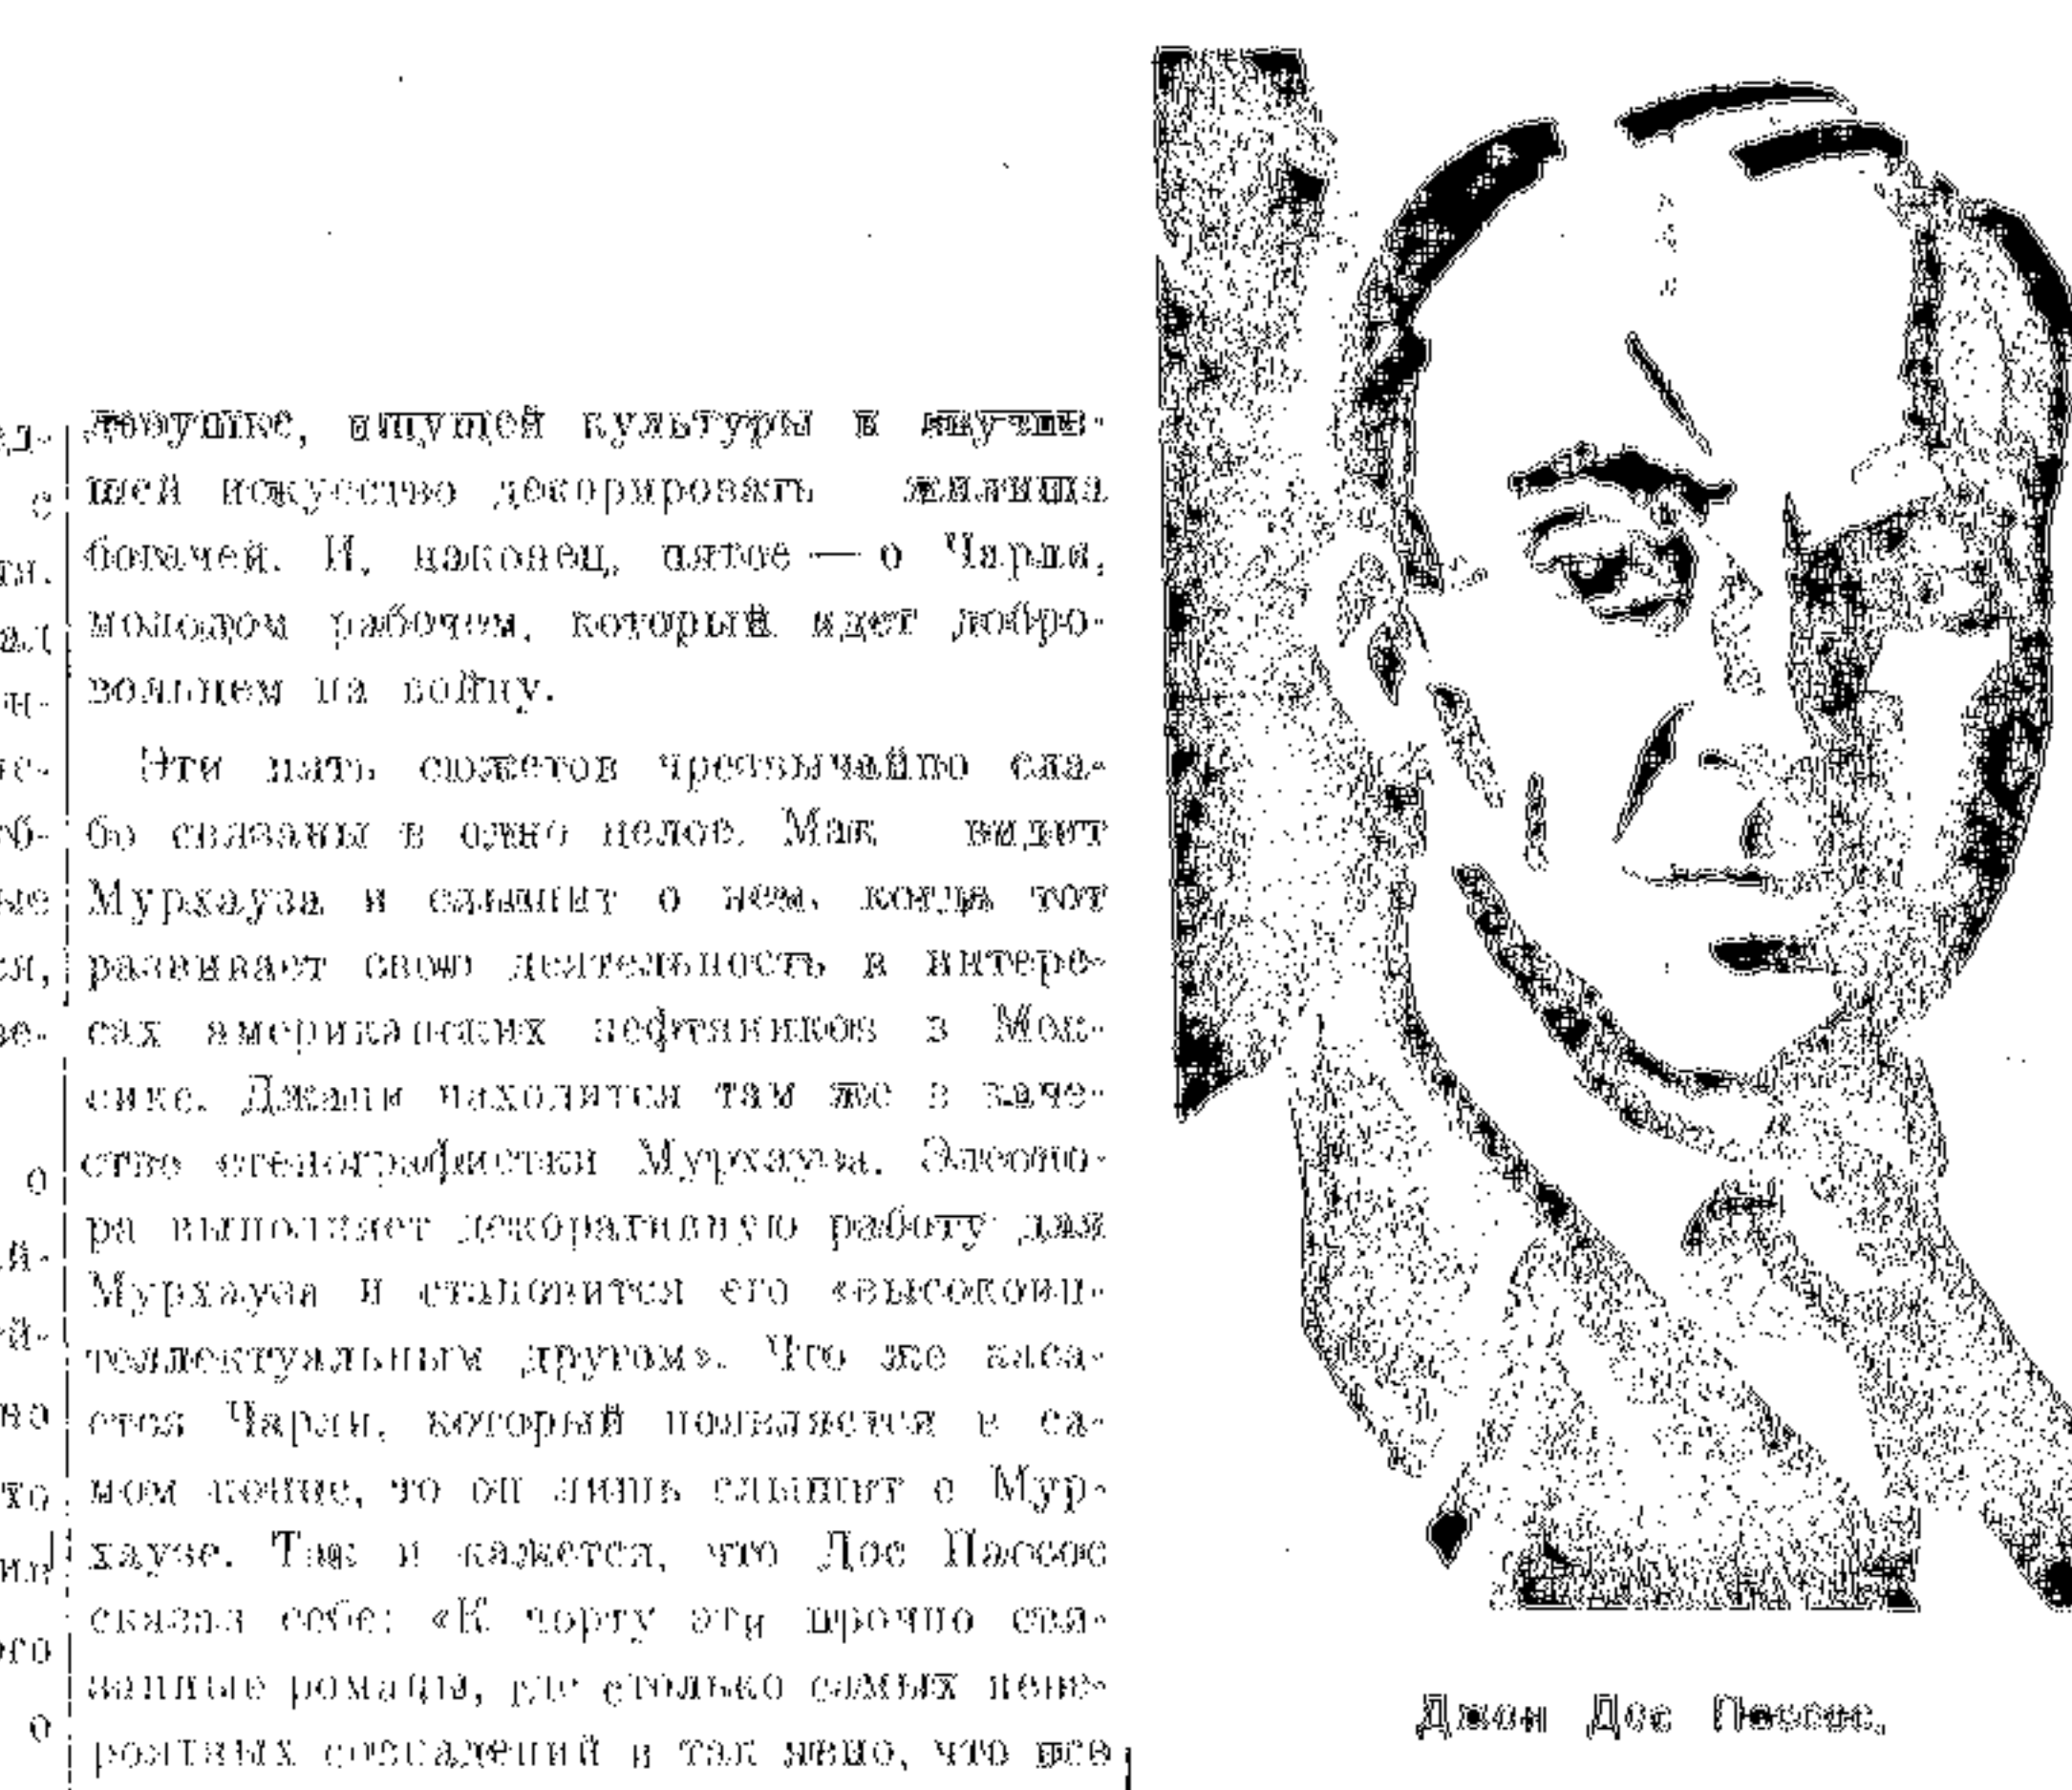 девушке, ищущей культуры и изучив-
шей искусство декорировать жилища
богачей. И, наконец, пятое — о Чарли,
молодом рабочем, который идет добро-
вольцем на войну.
Эти пять сюжетов чрезвычайно сла-
бо связаны в одно целое. Мак видит
Мурхауза и слышит о нем, когда тот
развивает свою деятельность в интере-
сах американских нефтяников в Мек-
сике. Джани находится там же в каче-
стве стенографистки Мурхауза. Элеоно-
ра выполняет декоративную работу для
Мурхауза и становится его «высокоин-
теллектуальным другом». Что же каса-
ется Чарли, который появляется в са-
мом конце, то он лишь слышит о Мур-
хаузе. Так и кажется, что Дос Пассос
сказал себе: «К чорту эти прочно свя-
занные романы, где столько самых неве-
роятных совпадений и так явно, что все
Джон Дос Пассос.